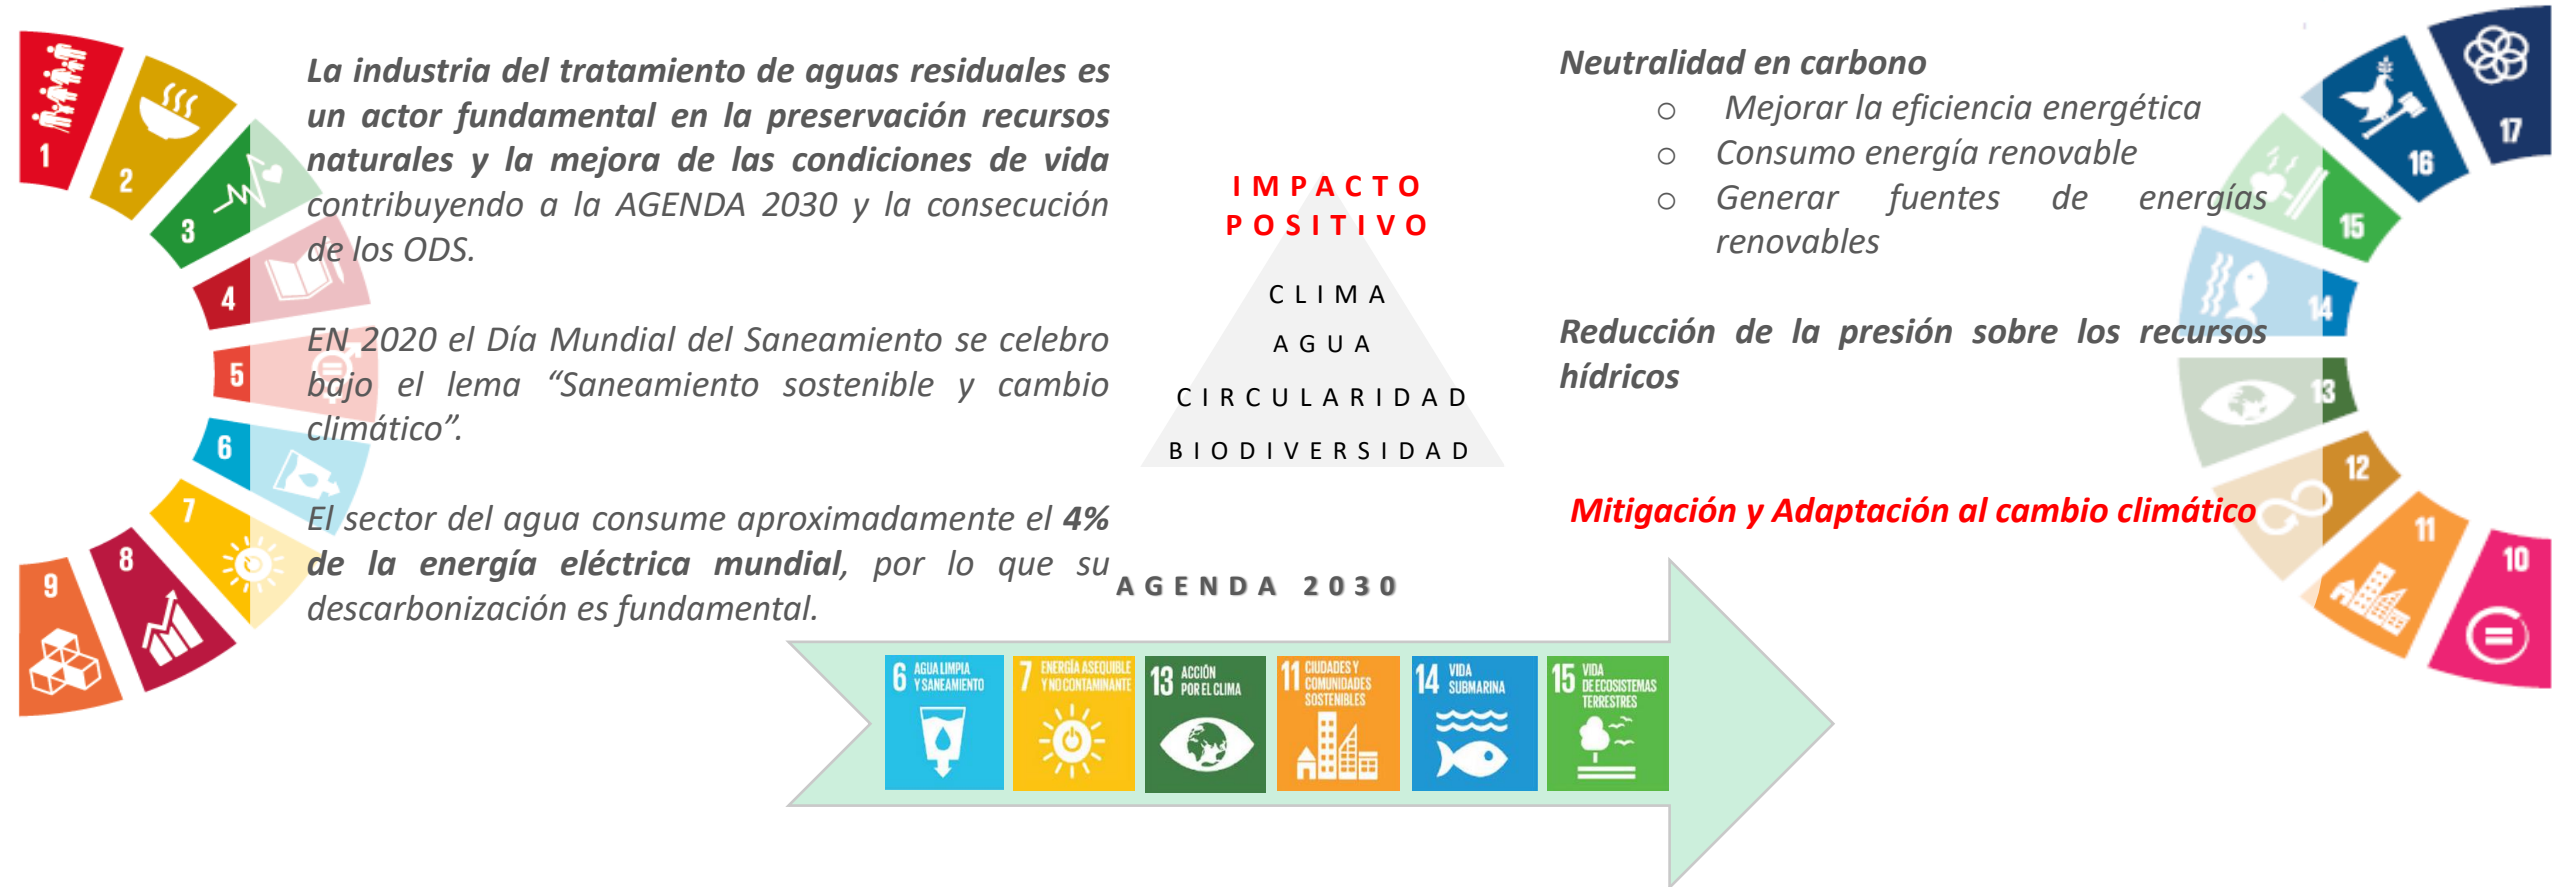 1
2
3
4
5
6
7
8
9
La industria del tratamiento de aguas residuales es
un actor fundamental en la preservación recursos
naturales y la mejora de las condiciones de vida
contribuyendo a la AGENDA 2030 y la consecución
de los ODS.
EN 2020 el Día Mundial del Saneamiento se celebro
bajo el lema “Saneamiento sostenible y cambio
climático”.
El sector del agua consume aproximadamente el 4%
de la energía eléctrica mundial, por lo que su
descarbonización es fundamental.
IMPACTO
POSITIVO
CLIMA
AGUA
CIRCULARIDAD
BIODIVERSIDAD
Neutralidad en carbono
o Mejorar la eficiencia energética
o Consumo energía renovable
o Generar fuentes de energías
renovables
Reducción de la presión sobre los recursos
hídricos
Mitigación y Adaptación al cambio climático
17
16
15
14
13
12
11
10
AGENDA 2030
6 AGUA LIMPIA
Y SANEAMIENTO
7 ENERGÍA ASEQUIBLE
Y NO CONTAMINANTE
13 ACCIÓN
POR EL CLIMA
11 CIUDADES Y
COMUNIDADES
SOSTENIBLES
14 VIDA
SUBMARINA
15 VIDA
DE ECOSISTEMAS
TERRESTRES